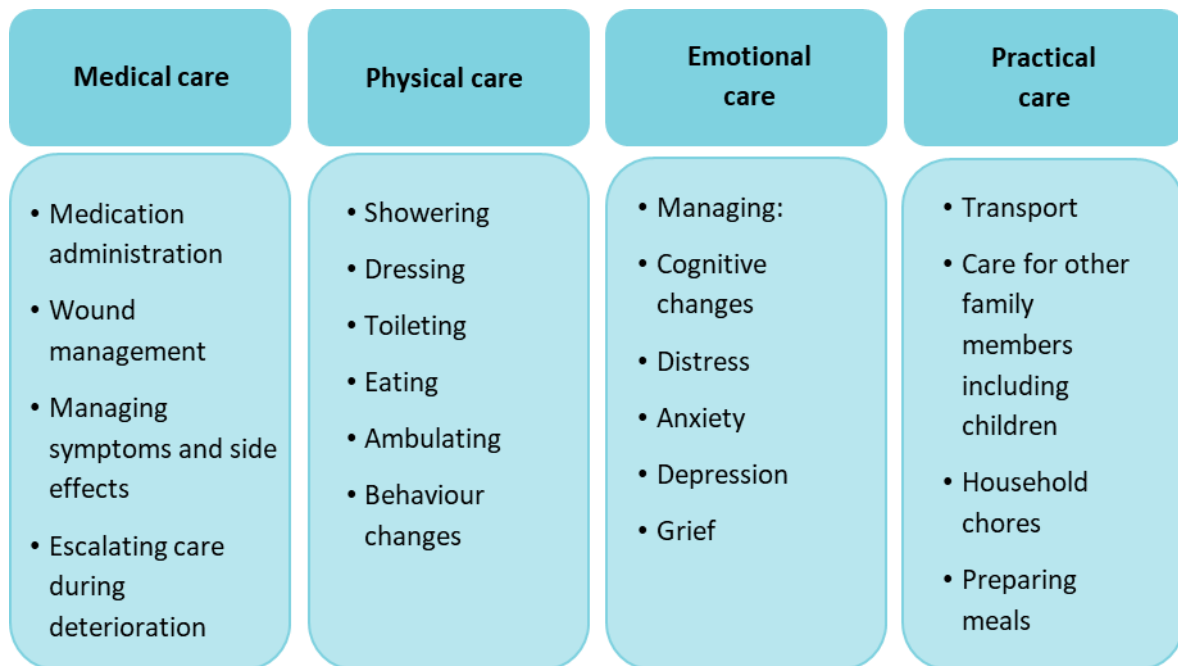 Medical care
• Medication
administration
• Wound
management
• Managing
symptoms and side
effects
• Escalating care
during
deterioration
Physical care
• Showering
• Dressing
• Toileting
• Eating
• Ambulating
• Behaviour
changes
Emotional
care
• Managing:
• Cognitive
changes
• Distress
• Anxiety
• Depression
• Grief
Practical
care
• Transport
• Care for other
family
members
including
children
• Household
chores
• Preparing
meals